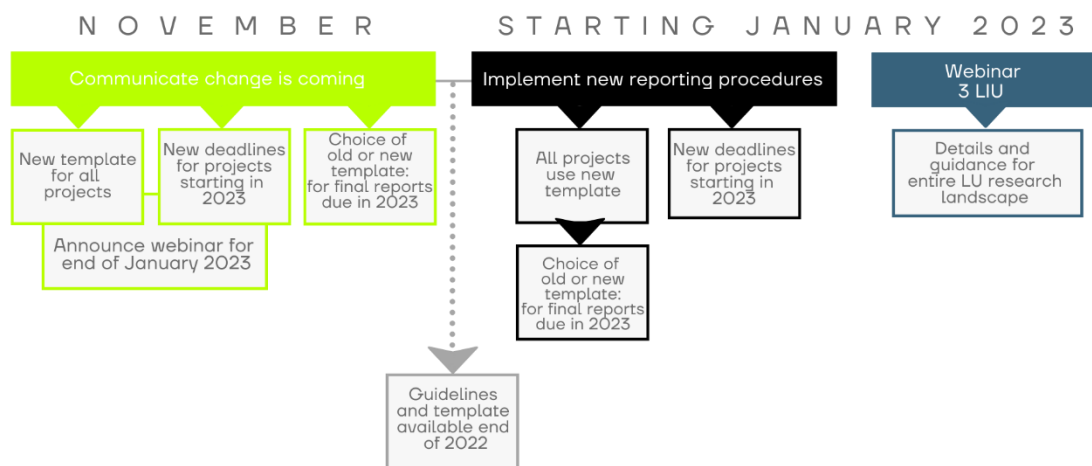 NOVEMBER
STARTING JANUARY 2023
Communicate change is coming
Implement new reporting procedures
Webinar
3 LIU
New template
for all
projects
New deadlines
for projects
starting in
2023
Choice of
old or new
template:
for final reports
due in 2023
Announce webinar for
end of January 2023
All projects
use new
template
New deadlines
for projects
starting in
2023
Details and
guidance for
entire LU research
landscape
Choice of
old or new
template:
for final reports
due in 2023
Guidelines
and template
available end
of 2022